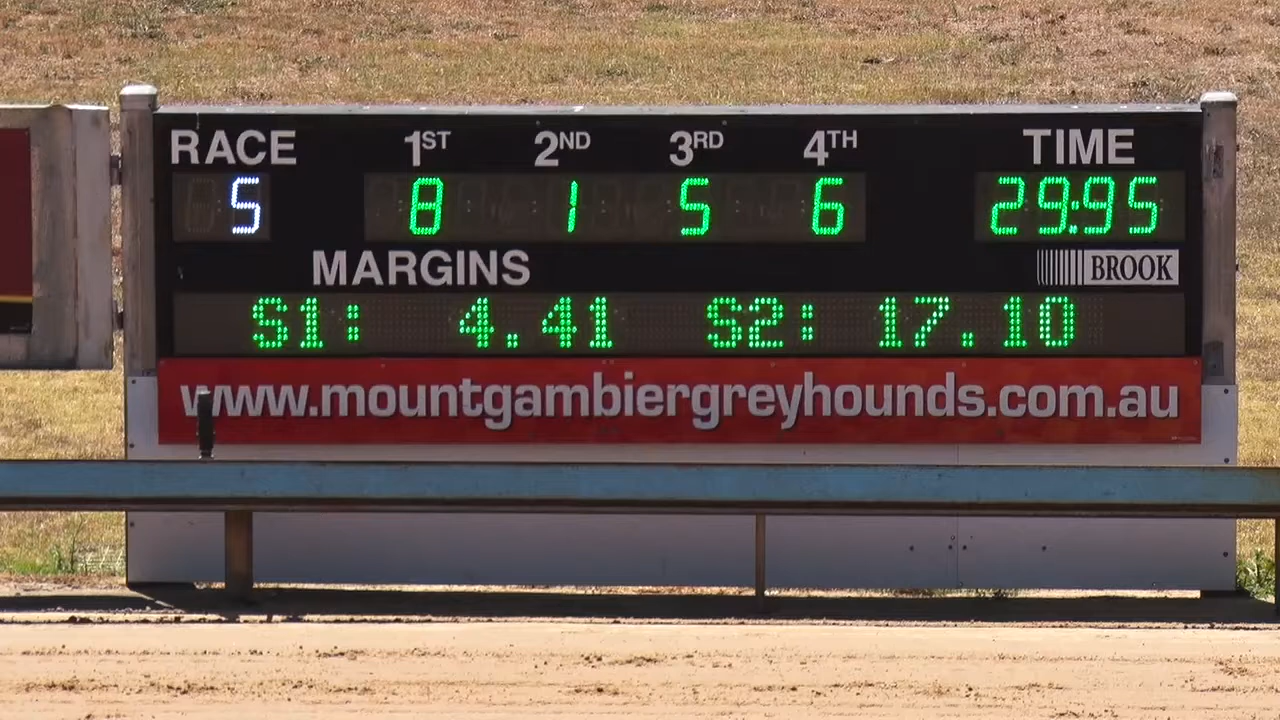 RACE 1ST 2ND 3RD 4TH TIME
5 8 1 5 6 29:95
MARGINS BROOK
S1: 4.41 S2: 17.10
www.mountgambiergreyhounds.com.au